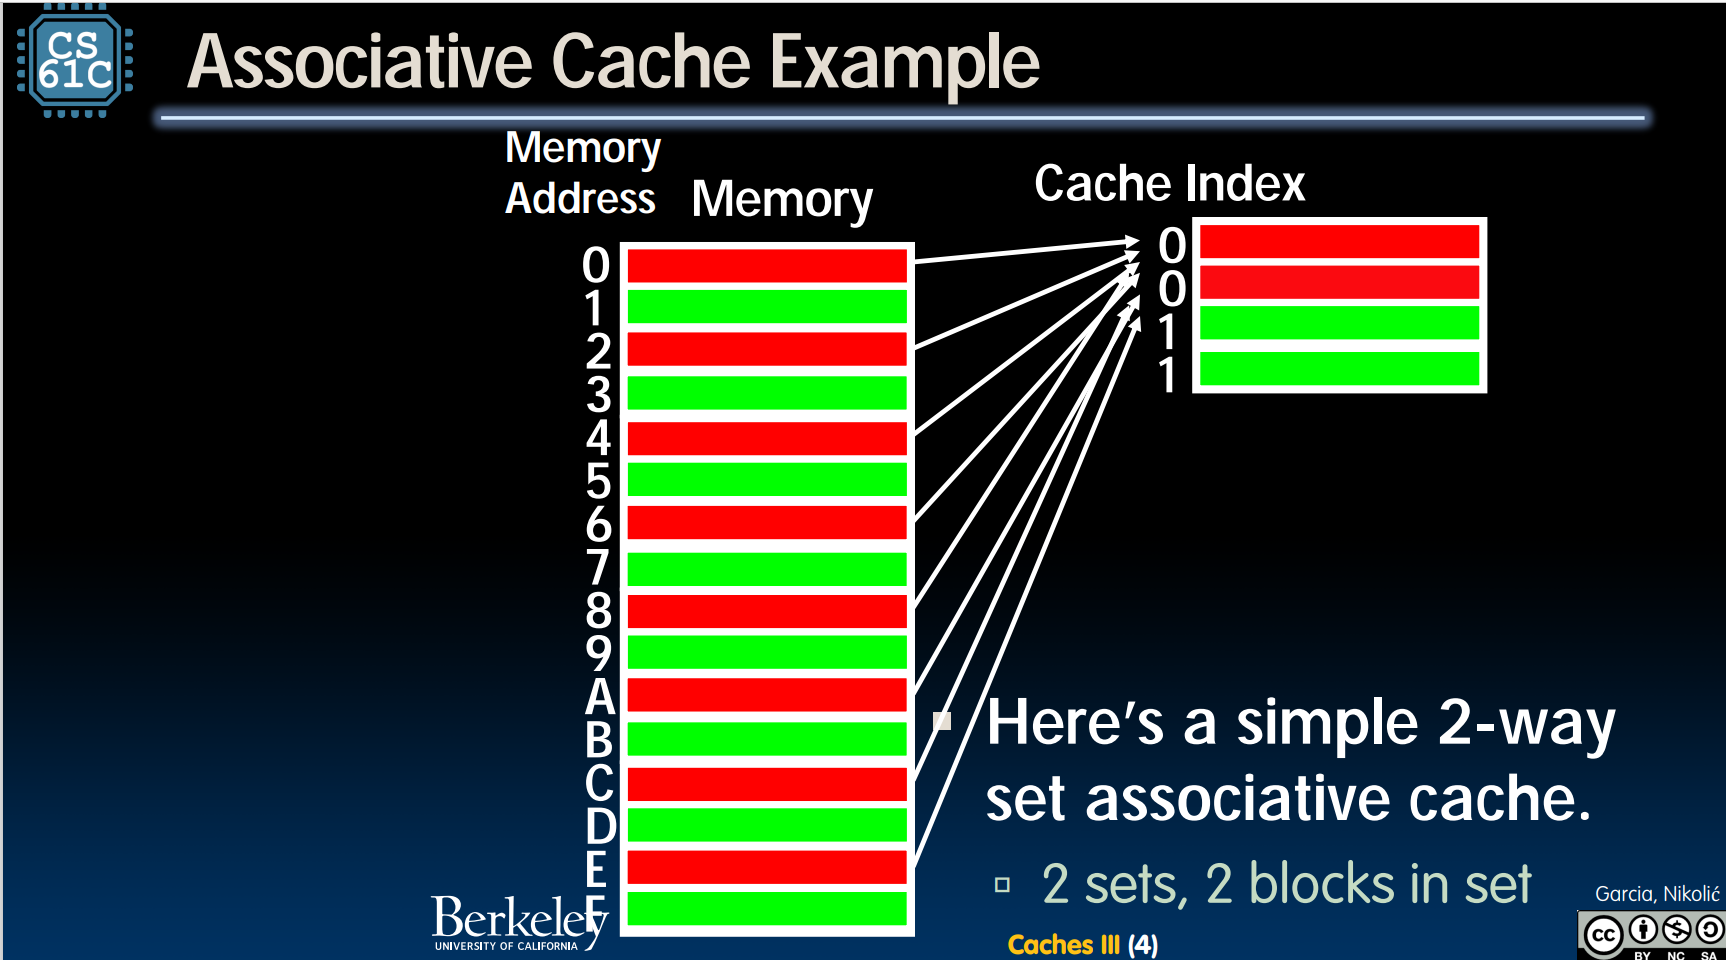 CS
61C
Associative Cache Example
Memory
Address
Memory
Cache Index
0
1
2
3
4
5
6
7
8
9
A
B
C
D
E
F
0
0
1
1
Here's a simple 2-way
set associative cache.
2 sets, 2 blocks in set
Berkeley
UNIVERSITY OF CALIFORNIA
Caches III (4)
Garcia, Nikolić
cc
BY NC SA